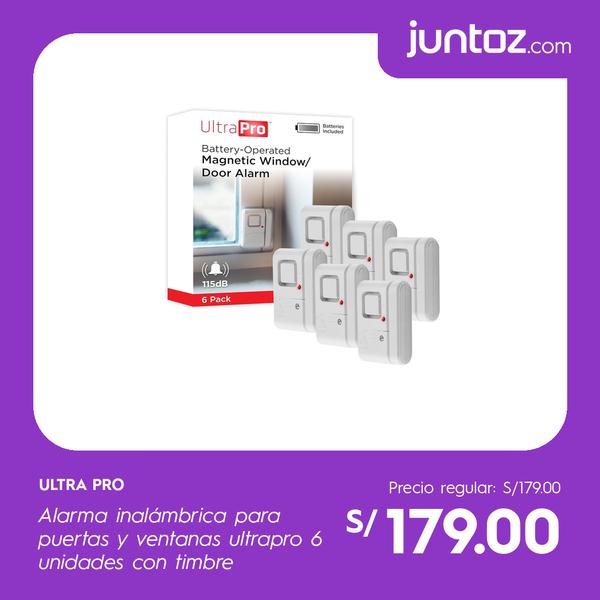 juntoz.com
UltraPro
Batteries
Included
Battery-Operated
Magnetic Window/
Door Alarm
115dB
6 Pack
ULTRA PRO
Alarma inalámbrica para
puertas y ventanas ultrapro 6
unidades con timbre
Precio regular: S/179.00
S/ 179.00